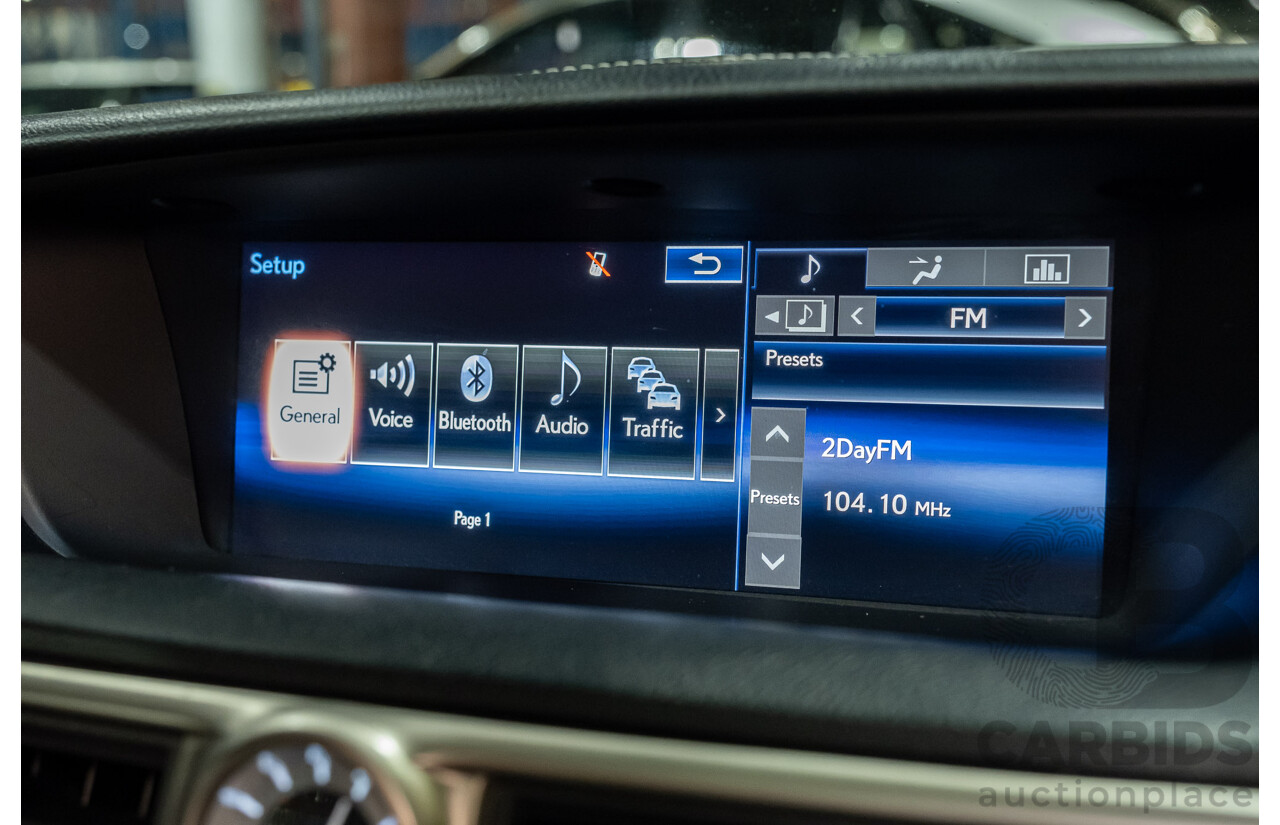 Setup
General
Voice
Bluetooth
Audio
Traffic
Page 1
FM
Presets
Presets
2DayFM
104.10 MHz
CARBIDS
auctionplace